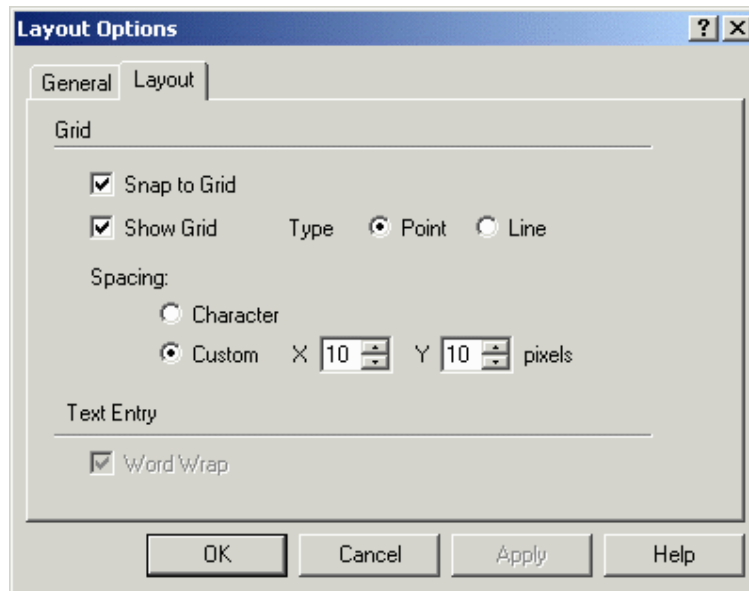 Layout Options
General Layout
Grid
Snap to Grid
Show Grid Type Point Line
Spacing:
Character
Custom X 10 Y 10 pixels
Text Entry
Word Wrap
OK Cancel Apply Help